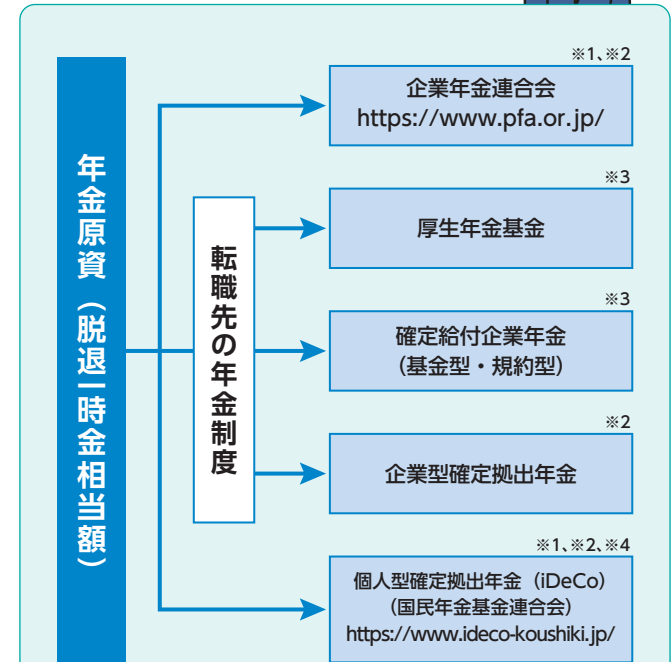 年金原資（脱退一時金相当額）
転職先の年金制度
※1、※2
企業年金連合会
https://www.pfa.or.jp/
※3
厚生年金基金
※3
確定給付企業年金
（基金型・規約型）
※2
企業型確定拠出年金
※1、※2、※4
個人型確定拠出年金（iDeCo）
（国民年金基金連合会）
https://www.ideco-koushiki.jp/